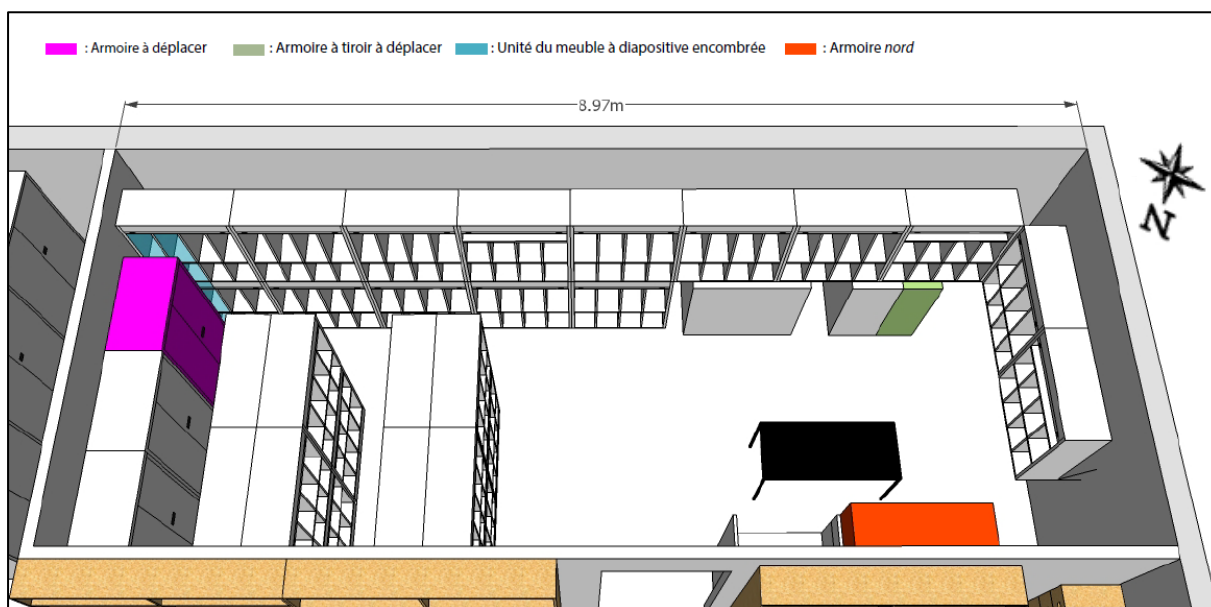 : Armoire à déplacer : Armoire à tiroir à déplacer : Unité du meuble à diapositive encombrée : Armoire nord
8.97m
N